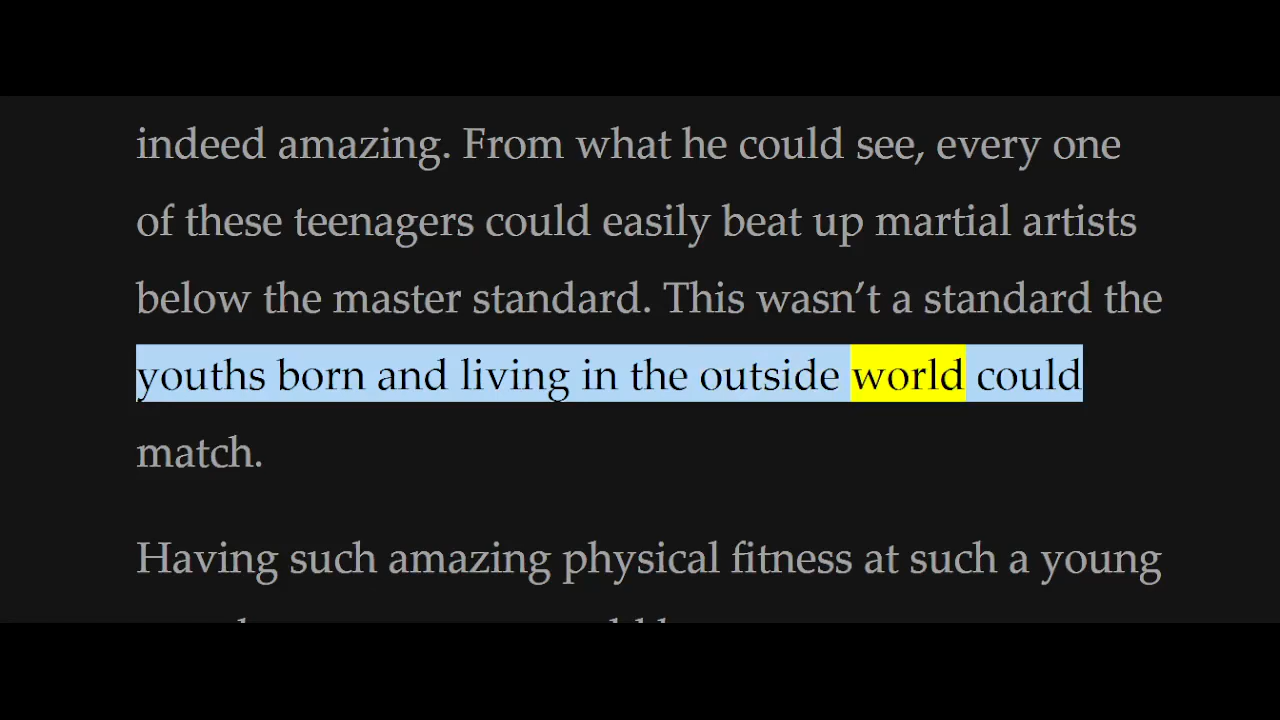 indeed amazing. From what he could see, every one
of these teenagers could easily beat up martial artists
below the master standard. This wasn’t a standard the
youths born and living in the outside world could
match.
Having such amazing physical fitness at such a young